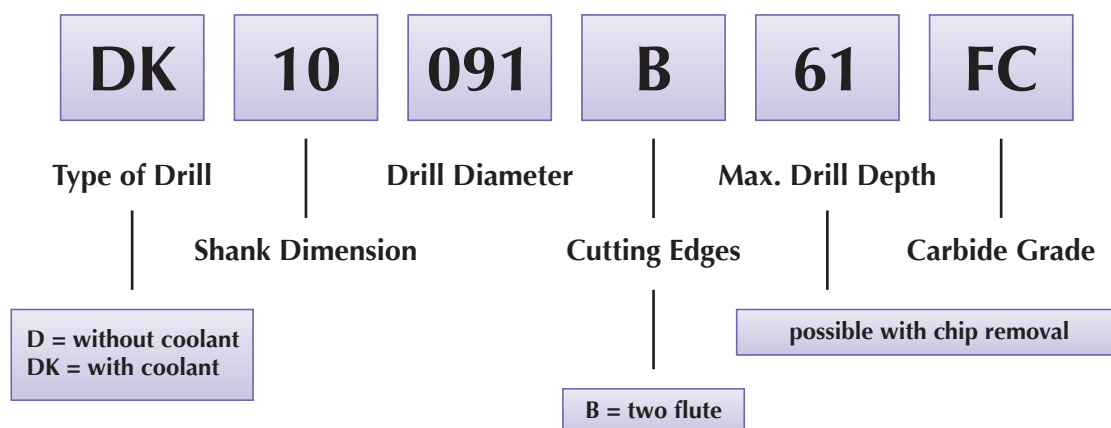 DK 10 091 B 61 FC
Type of Drill Drill Diameter Max. Drill Depth
Shank Dimension Cutting Edges Carbide Grade
D = without coolant
DK = with coolant
possible with chip removal
B = two flute